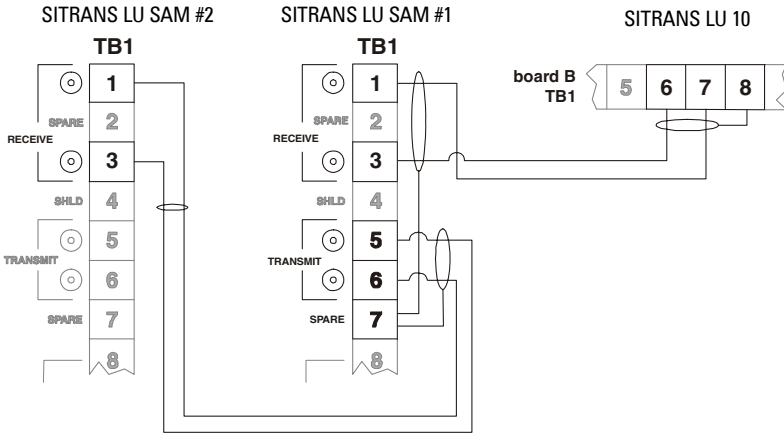 SITRANS LU SAM #2
TB1
1
SPARE 2
RECEIVE
3
SHLD 4
5
TRANSMIT
6
SPARE 7
8
SITRANS LU SAM #1
TB1
1
SPARE 2
RECEIVE
3
SHLD 4
5
TRANSMIT
6
SPARE 7
8
SITRANS LU 10
board B
TB1
5 6 7 8